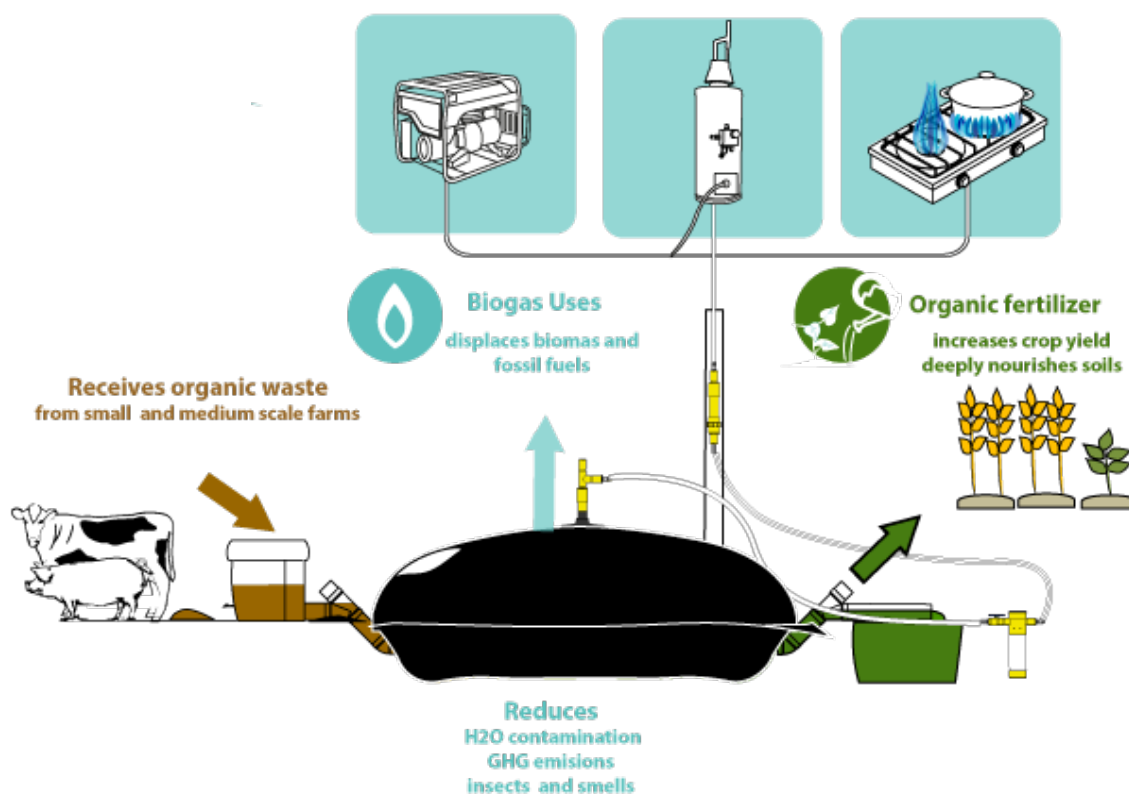 Biogas Uses
displaces biomas and
fossil fuels
Organic fertilizer
increases crop yield
deeply nourishes soils
Receives organic waste
from small and medium scale farms
Reduces
H2O contamination
GHG emisions
insects and smells